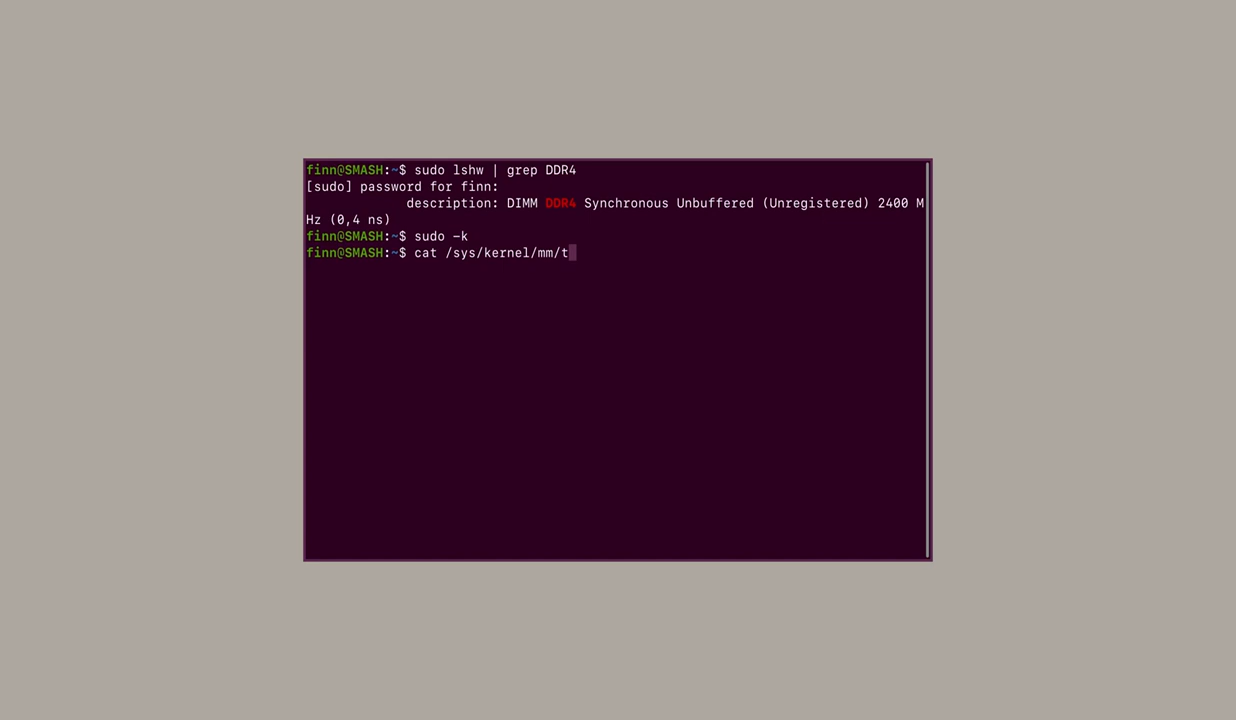 finn@SMASH:~$ sudo lshw | grep DDR4
[sudo] password for finn:
description: DIMM DDR4 Synchronous Unbuffered (Unregistered) 2400 M
Hz (0,4 ns)
finn@SMASH:~$ sudo -k
finn@SMASH:~$ cat /sys/kernel/mm/t